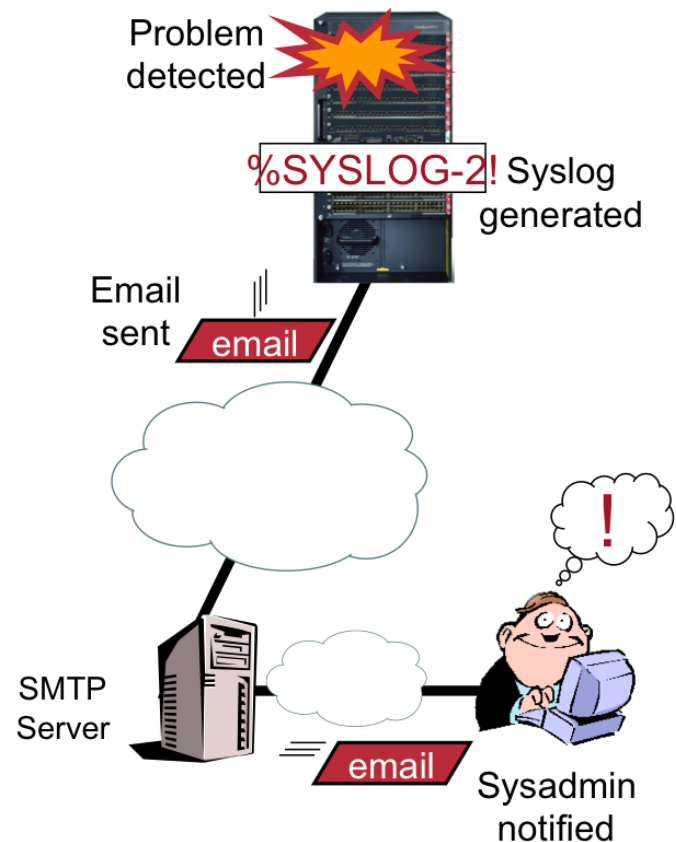 Problem
detected
%SYSLOG-2!
Syslog
generated
Email
sent
email
!
SMTP
Server
email
Sysadmin
notified